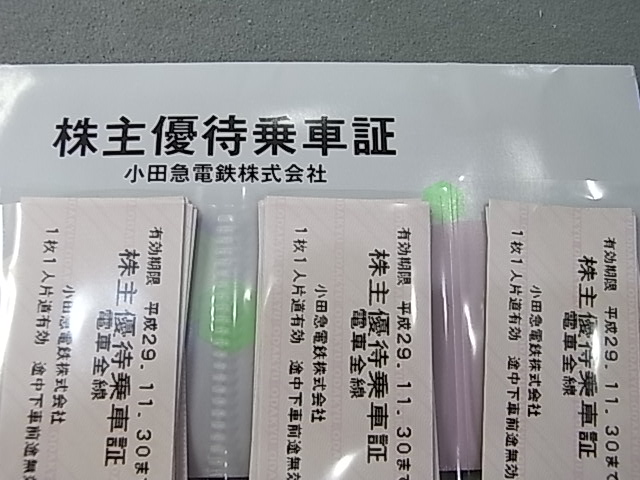 株主優待乗車証
小田急電鉄株式会社
有効期限 平成29.11.30まで
株主優待乗車証
電車全線
小田急電鉄株式会社
1枚1人片道有効 途中下車前途無効
有効期限 平成29.11.30まで
株主優待乗車証
電車全線
小田急電鉄株式会社
1枚1人片道有効 途中下車前途無効
有効期限 平成29.11.30まで
株主優待乗車証
電車全線
小田急電鉄株式会社
1枚1人片道有効 途中下車前途無効